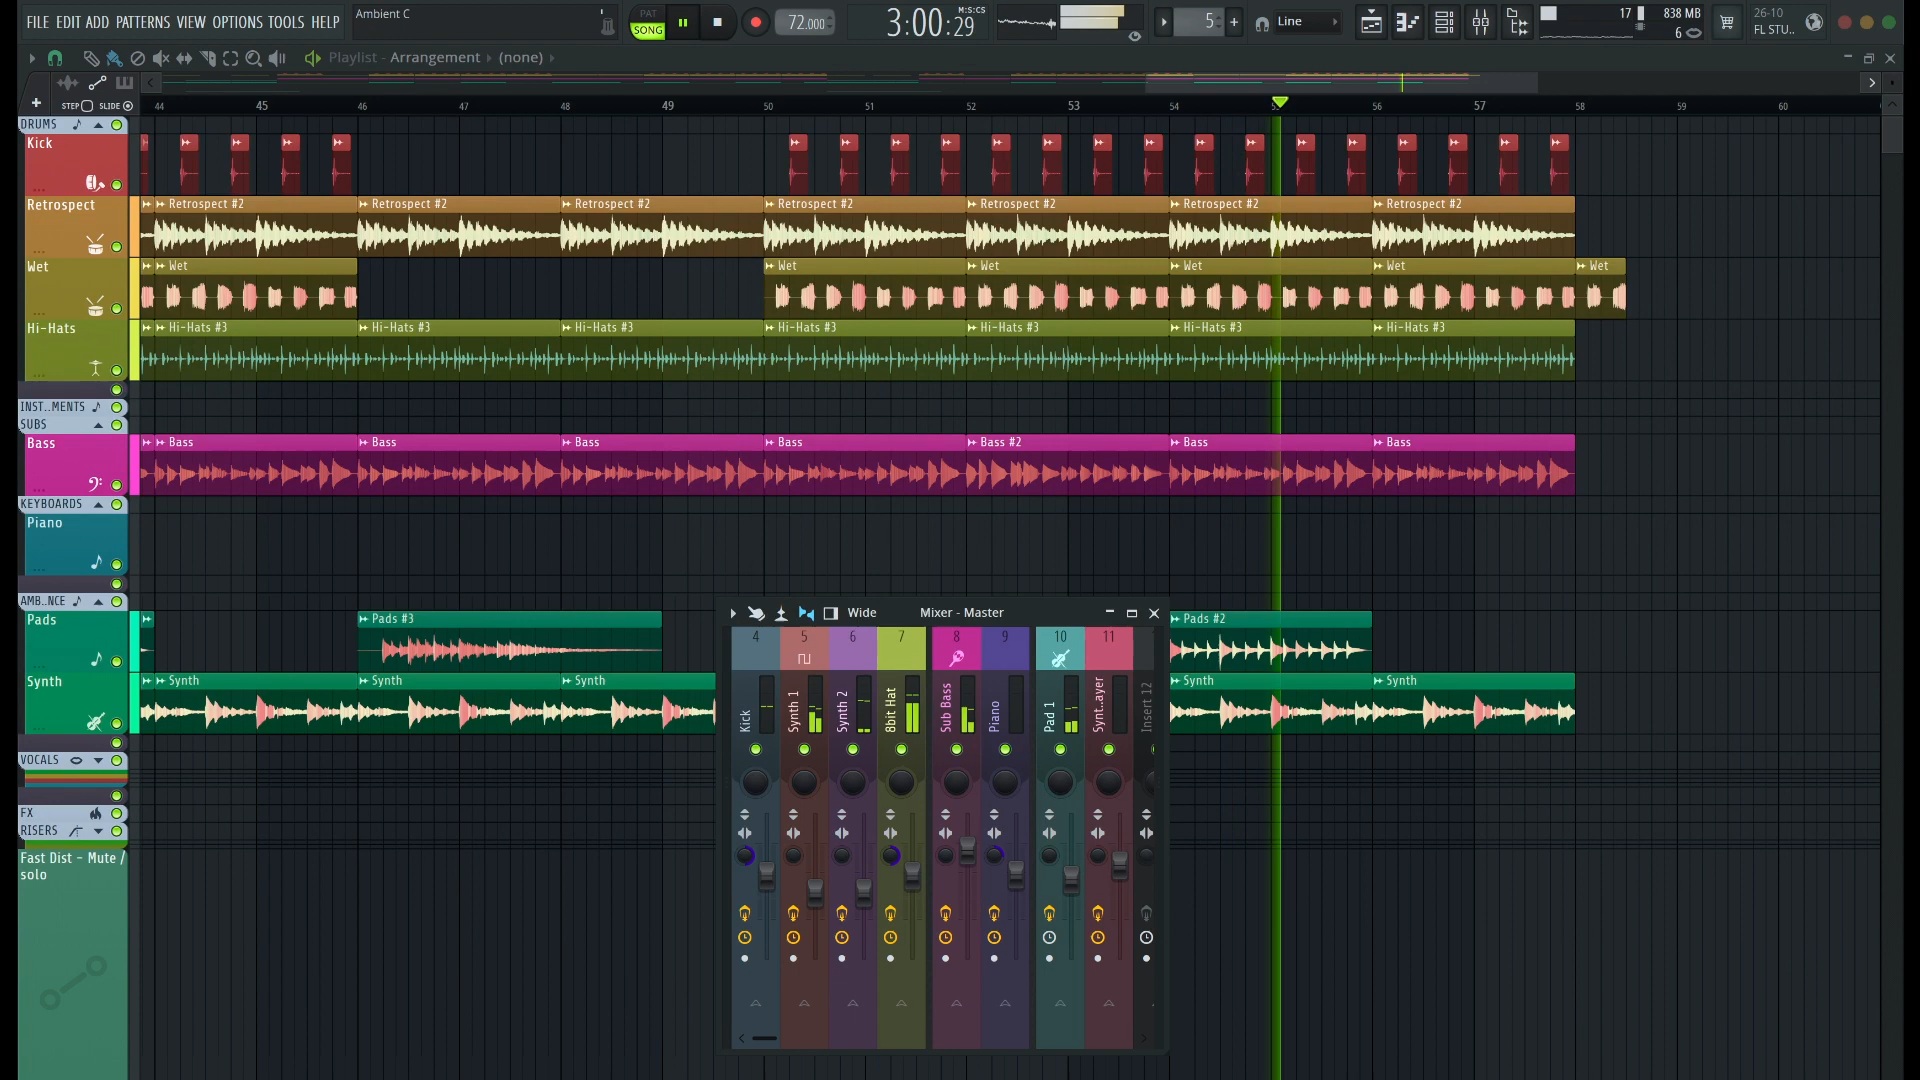 FILE EDIT ADD PATTERNS VIEW OPTIONS TOOLS HELP
Ambient C
PAT
SONG
72.000
3:00:29
M:S:CS
5
Line
17
838 MB
6
26-10
FL STU..
Playlist - Arrangement (none)
STEP SLIDE
44 45 46 47 48 49 50 51 52 53 54 56 57 58 59 60
DRUMS
Kick
Retrospect
Retrospect #2 Retrospect #2 Retrospect #2 Retrospect #2 Retrospect #2 Retrospect #2 Retrospect #2
Wet
Wet Wet Wet Wet Wet Wet
Hi-Hats
Hi-Hats #3 Hi-Hats #3 Hi-Hats #3 Hi-Hats #3 Hi-Hats #3 Hi-Hats #3 Hi-Hats #3
INST..MENTS
SUBS
Bass
Bass Bass Bass Bass Bass #2 Bass Bass
KEYBOARDS
Piano
AMB..NCE
Pads
Pads #3 Pads #2
Synth
Synth Synth Synth Synth Synth
VOCALS
FX
RISERS
Fast Dist - Mute /
solo
Wide Mixer - Master
4 5 6 7 8 9 10 11
Kick
Synth 1
Synth 2
8bit Hat
Sub Bass
Piano
Pad 1
Synt..ayer
Insert 12